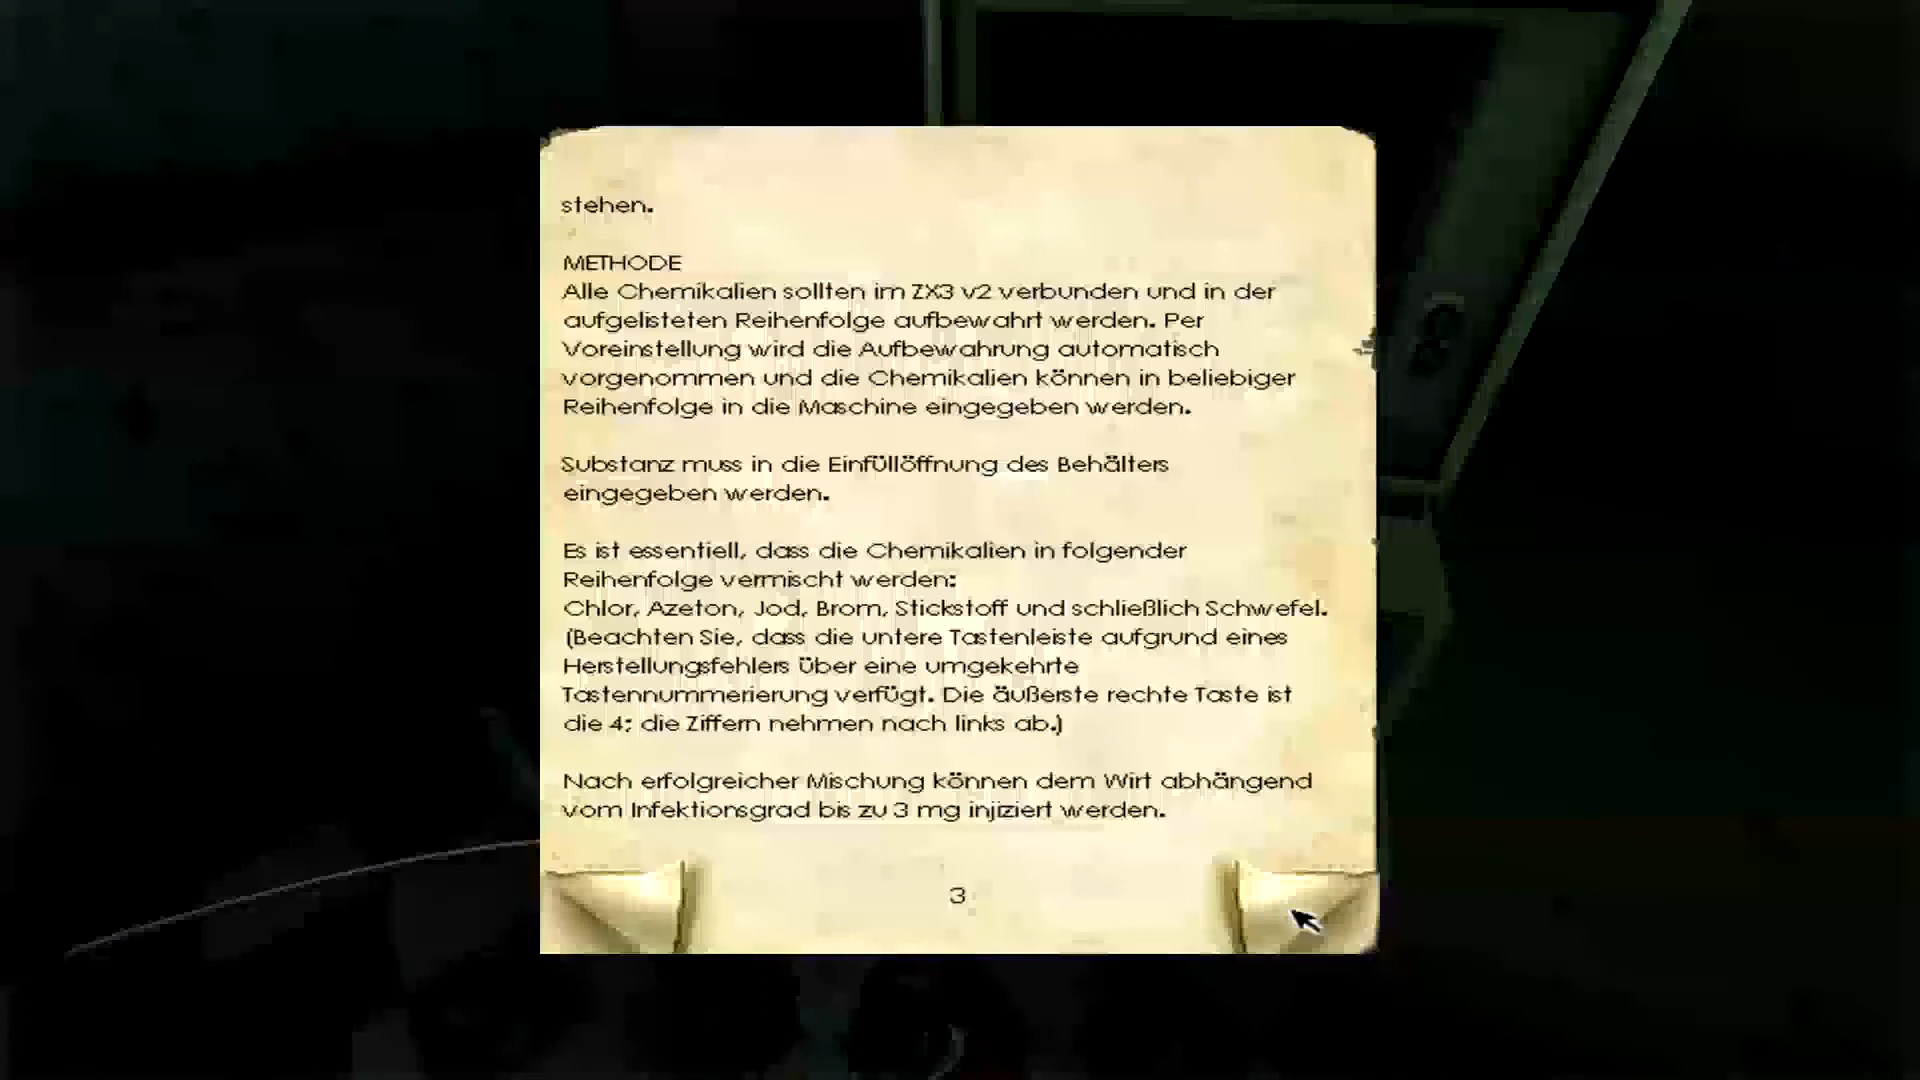 stehen.
METHODE
Alle Chemikalien sollten im ZX3 v2 verbunden und in der
aufgelisteten Reihenfolge aufbewahrt werden. Per
Voreinstellung wird die Aufbewahrung automatisch
vorgenommen und die Chemikalien können in beliebiger
Reihenfolge in die Maschine eingegeben werden.
Substanz muss in die Einfüllöffnung des Behälters
eingegeben werden.
Es ist essentiell, dass die Chemikalien in folgender
Reihenfolge vermischt werden:
Chlor, Azeton, Jod, Brom, Stickstoff und schließlich Schwefel.
(Beachten Sie, dass die untere Tastenleiste aufgrund eines
Herstellungsfehlers über eine umgekehrte
Tastennummerierung verfügt. Die äußerste rechte Taste ist
die 4; die Ziffern nehmen nach links ab.)
Nach erfolgreicher Mischung können dem Wirt abhängend
vom Infektionsgrad bis zu 3 mg injiziert werden.
3